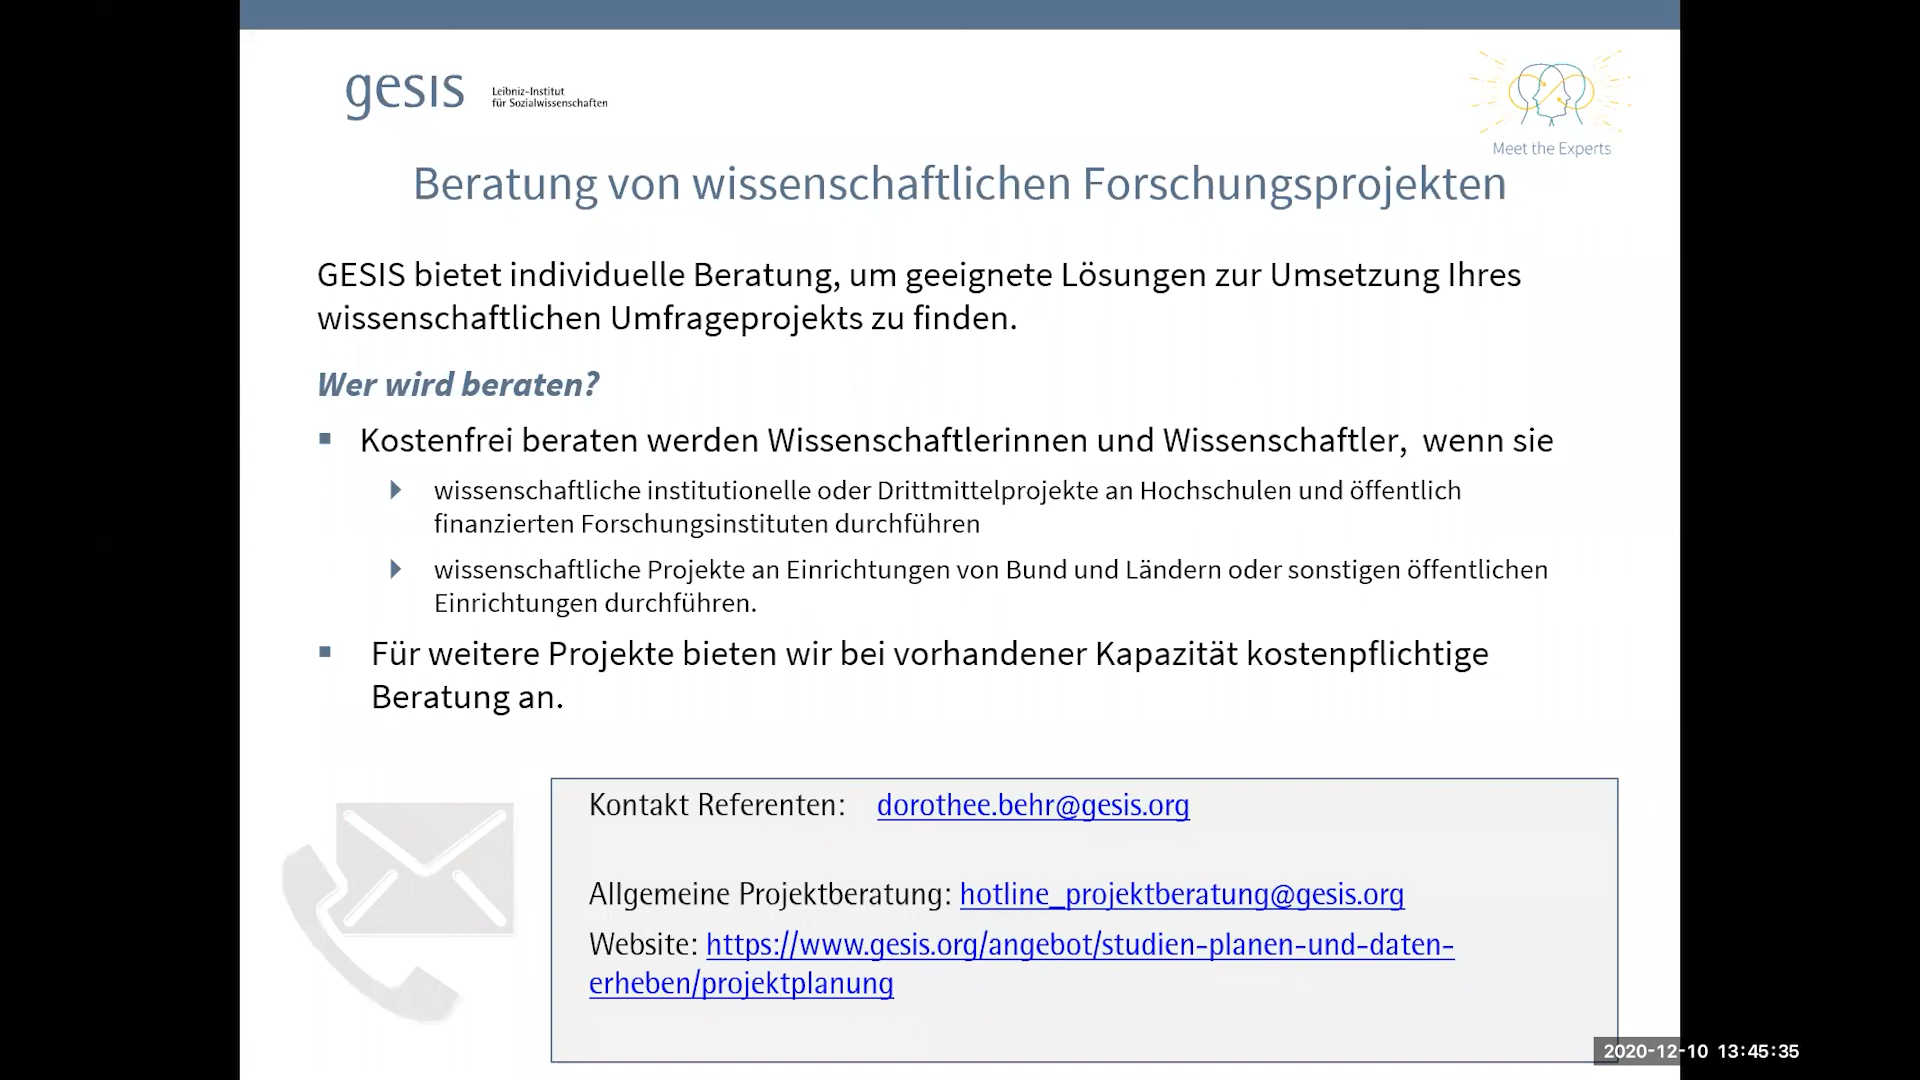 gesis
Leibniz-Institut
für Sozialwissenschaften
Meet the Experts
Beratung von wissenschaftlichen Forschungsprojekten
GESIS bietet individuelle Beratung, um geeignete Lösungen zur Umsetzung Ihres
wissenschaftlichen Umfrageprojekts zu finden.
Wer wird beraten?
Kostenfrei beraten werden Wissenschaftlerinnen und Wissenschaftler, wenn sie
wissenschaftliche institutionelle oder Drittmittelprojekte an Hochschulen und öffentlich
finanzierten Forschungsinstituten durchführen
wissenschaftliche Projekte an Einrichtungen von Bund und Ländern oder sonstigen öffentlichen
Einrichtungen durchführen.
Für weitere Projekte bieten wir bei vorhandener Kapazität kostenpflichtige
Beratung an.
Kontakt Referenten: dorothee.behr@gesis.org
Allgemeine Projektberatung: hotline_projektberatung@gesis.org
Website: https://www.gesis.org/angebot/studien-planen-und-daten-
erheben/projektplanung
2020-12-10 13:45:35